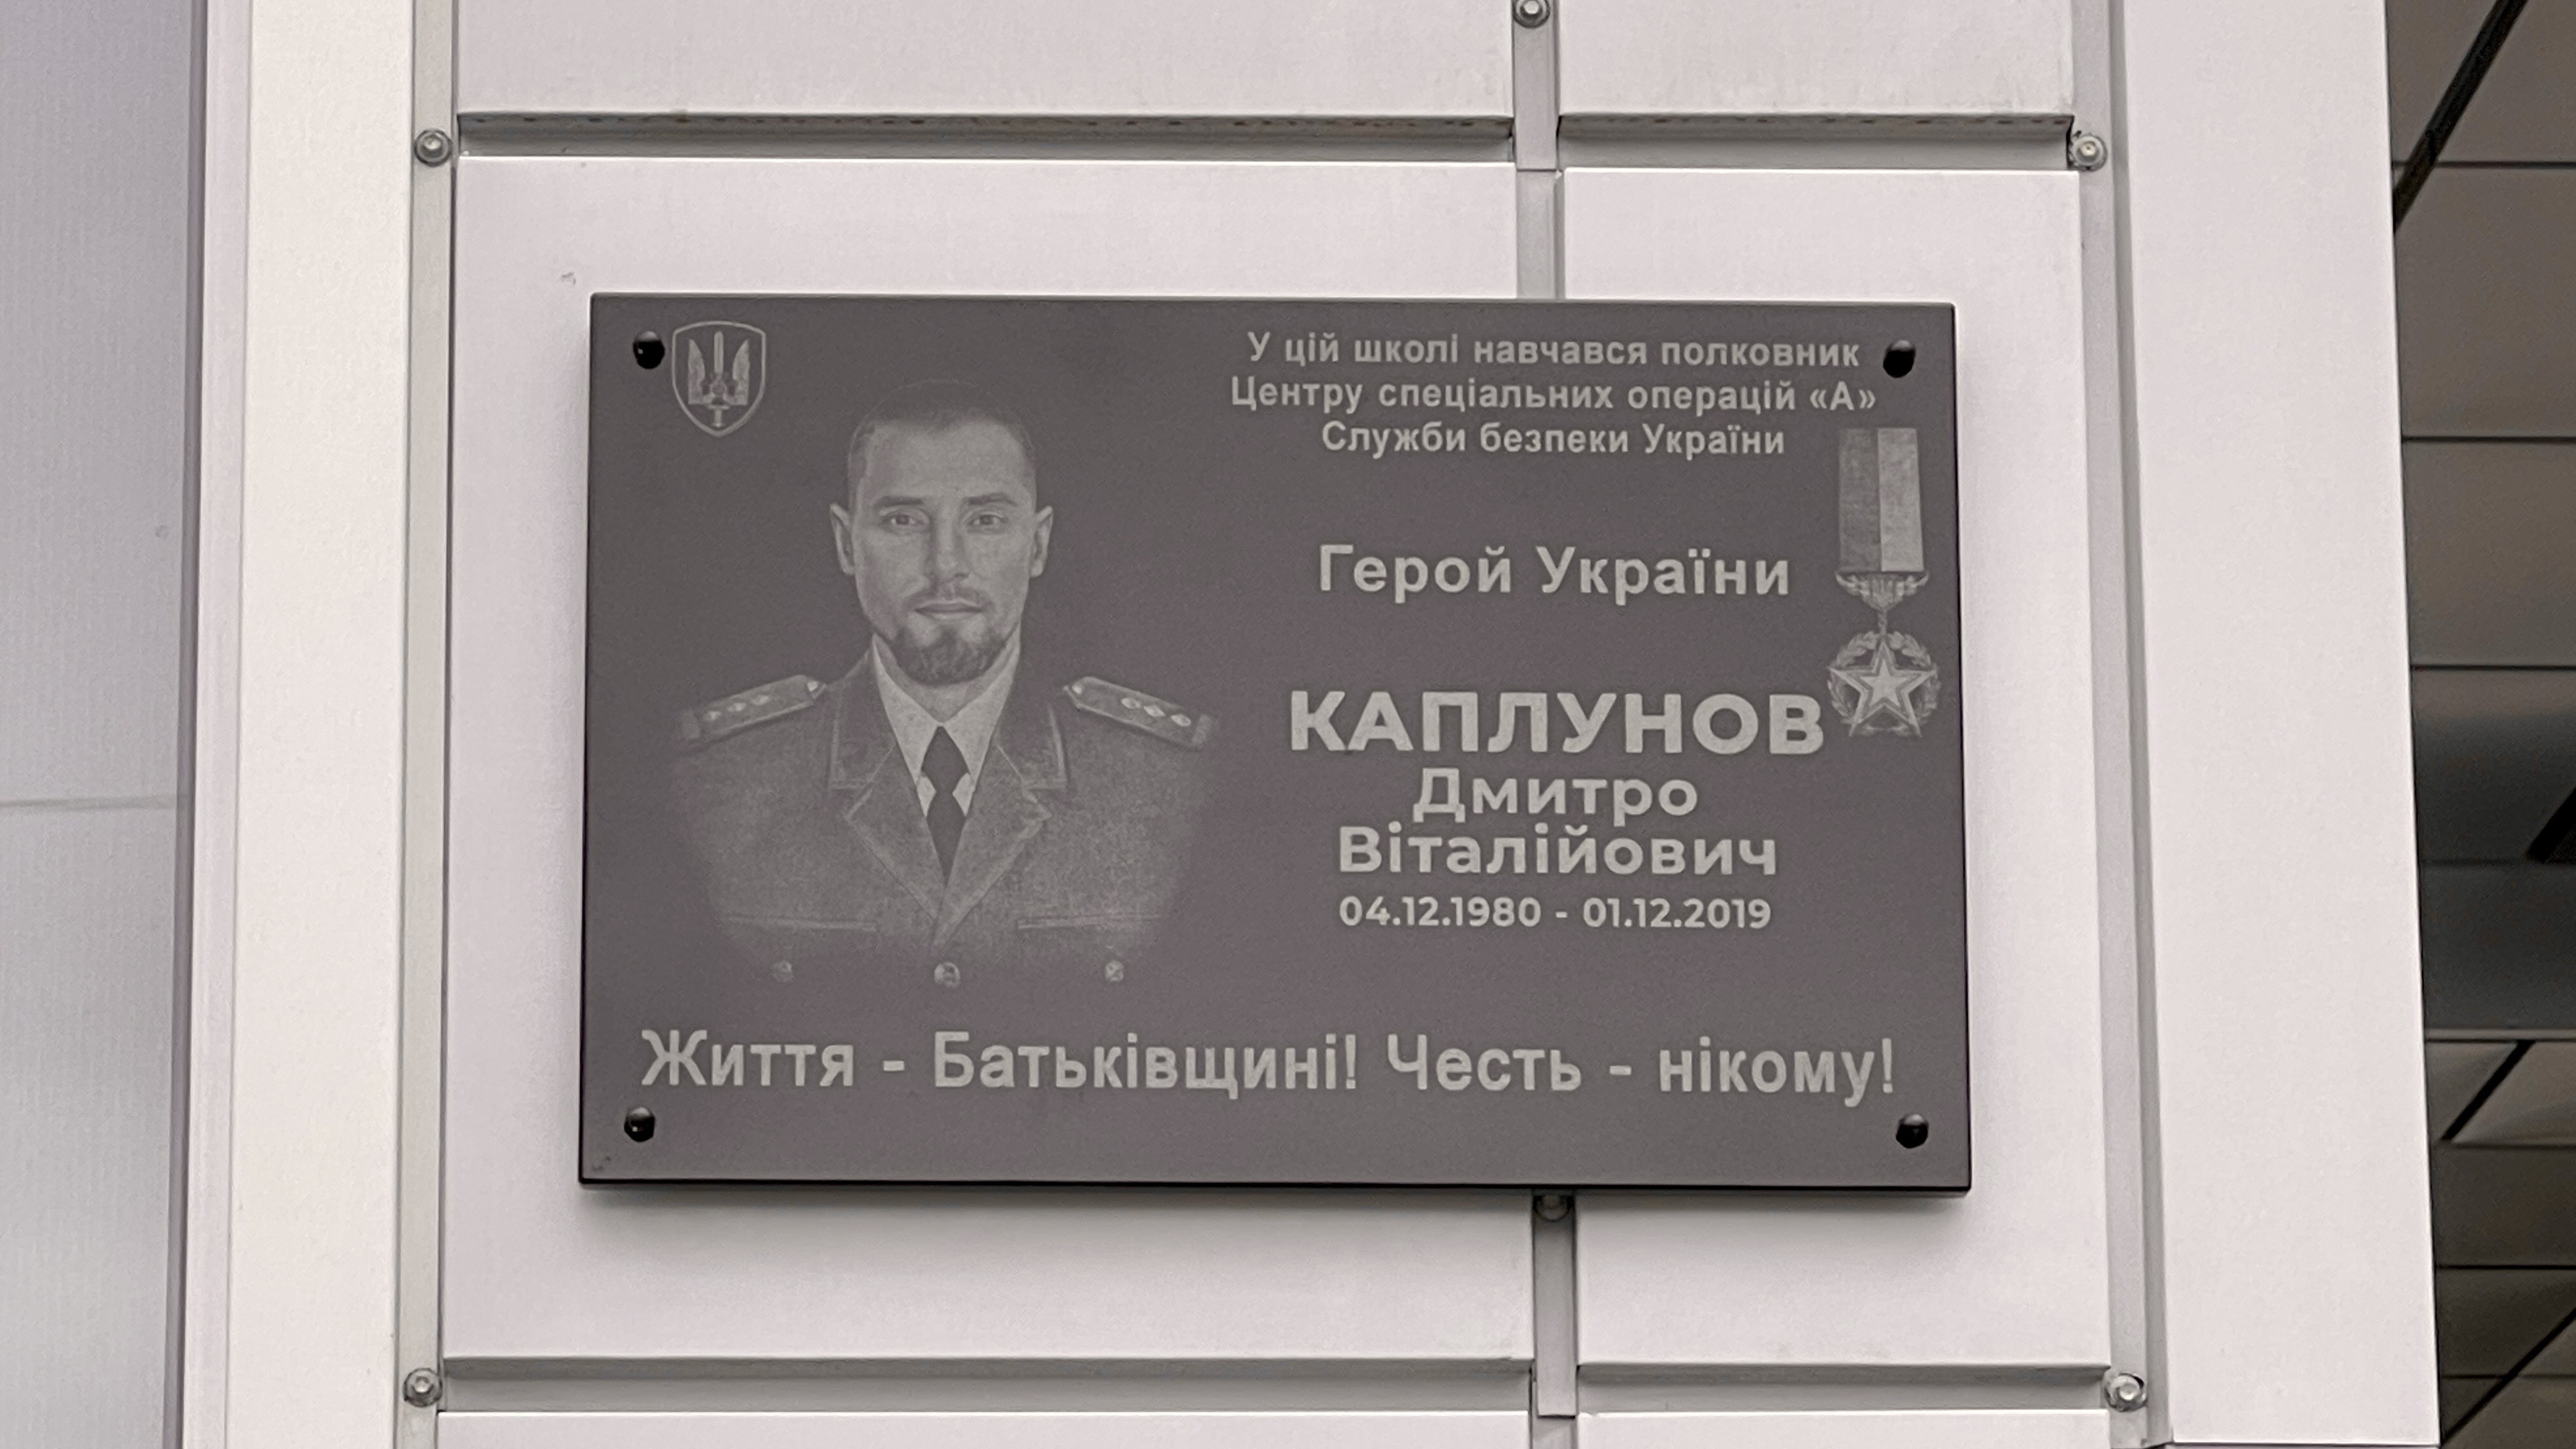 У цій школі навчався полковник
Центру спеціальних операцій «А»
Служби безпеки України
Герой України
КАПЛУНОВ
Дмитро
Віталійович
04.12.1980 - 01.12.2019
Життя - Батьківщині! Честь - нікому!